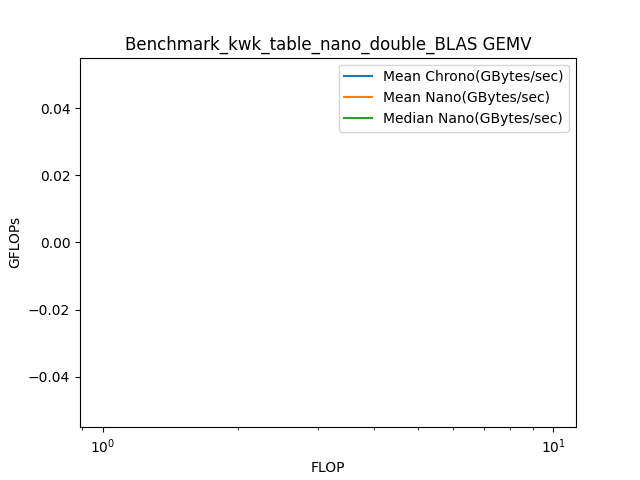 Benchmark_kwk_table_nano_double_BLAS GEMV
Mean Chrono(GBytes/sec)
Mean Nano(GBytes/sec)
Median Nano(GBytes/sec)
0.04
0.02
0.00
−0.02
−0.04
GFLOPs
10⁰
10¹
FLOP